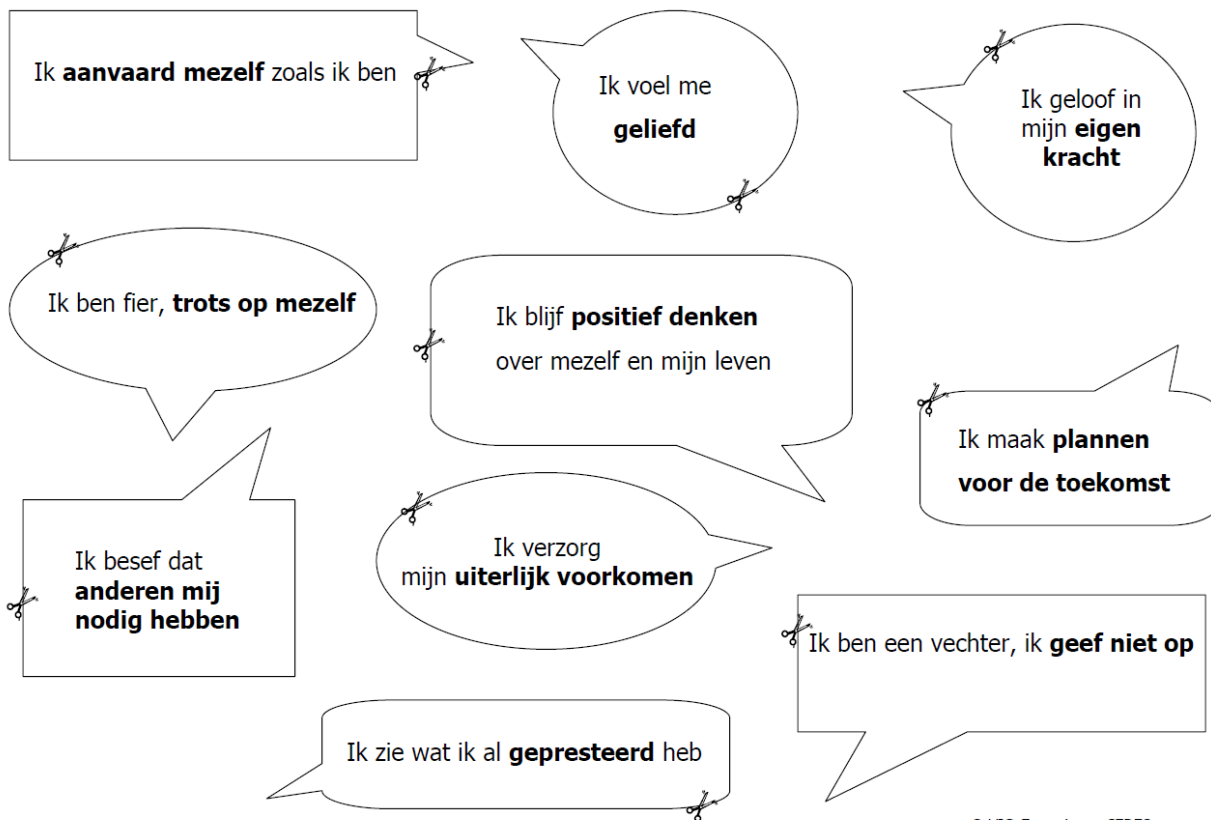 Ik aanvaard mezelf zoals ik ben
Ik voel me
geliefd
Ik geloof in
mijn eigen
kracht
Ik ben fier, trots op mezelf
Ik blijf positief denken
over mezelf en mijn leven
Ik maak plannen
voor de toekomst
Ik besef dat
anderen mij
nodig hebben
Ik verzorg
mijn uiterlijk voorkomen
Ik ben een vechter, ik geef niet op
Ik zie wat ik al gepresteerd heb